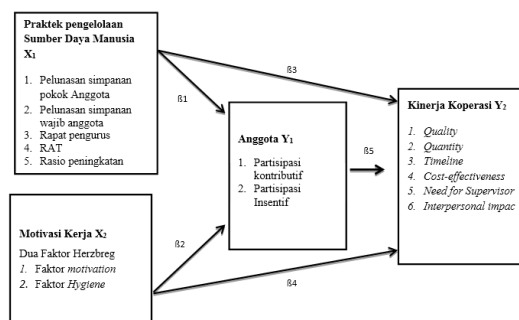 Praktek pengelolaan
Sumber Daya Manusia
X1
1. Pelunasan simpanan
pokok Anggota
2. Pelunasan simpanan
wajib anggota
3. Rapat pengurus
4. RAT
5. Rasio peningkatan
ß3
ß1
Kinerja Koperasi Y2
1. Quality
2. Quantity
3. Timeline
4. Cost-effectiveness
5. Need for Supervisor
6. Interpersonal impac
Anggota Y1
1. Partisipasi
kontributif
2. Partisipasi
Insentif
ß5
Motivasi Kerja X2
Dua Faktor Herzbreg
1. Faktor motivation
2. Faktor Hygiene
ß2
ß4